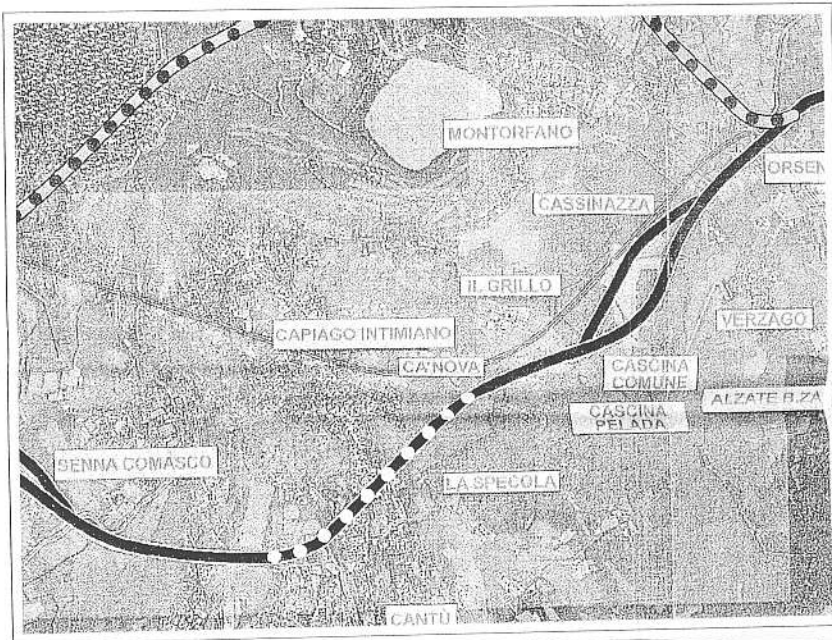 MONTORFANO
ORSEN
CASSINAZZA
IL GRILLO
VERZAGO
CAPIAGO INTIMIANO
CA'NOVA
CASCINA
COMUNE
ALZATE B.ZA
CASCINA
PELADA
SENNA COMASCO
LA SPECOLA
CANTÙ